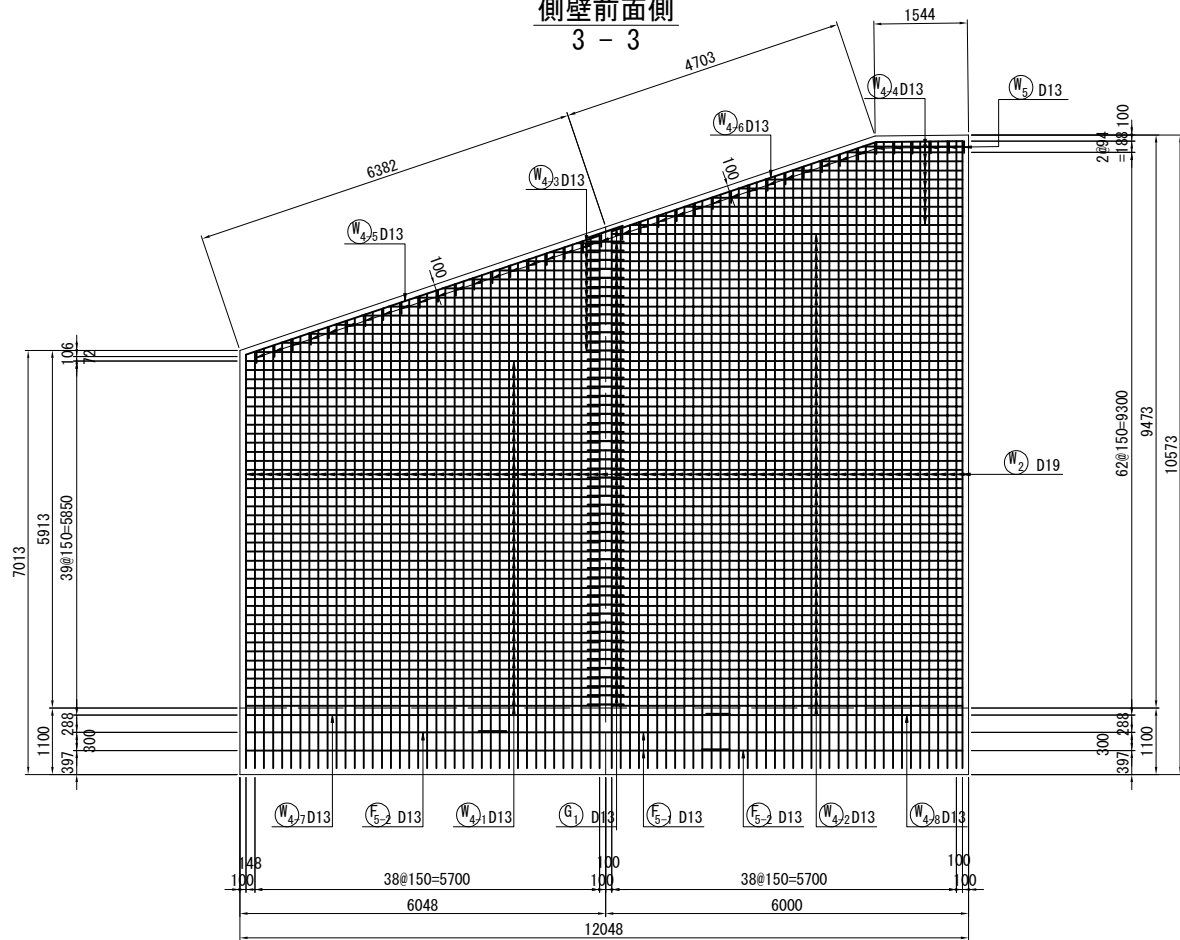 側壁前面側
3 - 3
1544
4703
6382
W4-4 D13
W5 D13
W4-6 D13
W4-3 D13
W4-5 D13
100
100
100
2@94
=188
106
72
7013
5913
39@150=5850
1100
288
300
397
62@150=9300
9473
10573
W2 D19
288
300
397
1100
W4-7 D13
F5-2 D13
W4-1 D13
G1 D13
F5-1 D13
F5-2 D13
W4-2 D13
W4-8 D13
148
100
38@150=5700
100
100
38@150=5700
100
100
6048
6000
12048